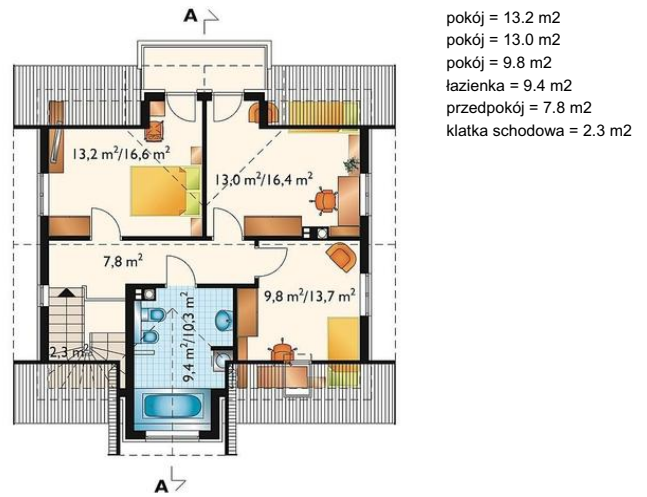 A
pokój = 13.2 m2
pokój = 13.0 m2
pokój = 9.8 m2
łazienka = 9.4 m2
przedpokój = 7.8 m2
klatka schodowa = 2.3 m2
13,2 m²/16,6 m²
13,0 m²/16,4 m²
7,8 m²
9,8 m²/13,7 m²
9,4 m²/10,3 m²
2,3 m²
A